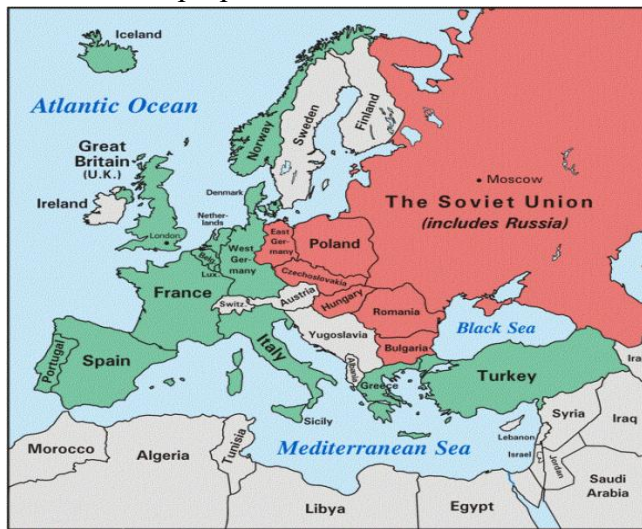 Iceland
Atlantic Ocean
Norway
Sweden
Finland
Great
Britain
(U.K.)
Ireland
London
Denmark
Nether-
lands
Moscow
The Soviet Union
(includes Russia)
Belg.
Lux.
West
Ger-
many
East
Ger-
many
Poland
Czechoslovakia
France
Switz.
Austria
Hungary
Romania
Yugoslavia
Black Sea
Bulgaria
Portugal
Spain
Italy
Albania
Greece
Turkey
Sicily
Mediterranean Sea
Morocco
Algeria
Tunisia
Libya
Egypt
Lebanon
Israel
Jordan
Syria
Iraq
Saudi
Arabia